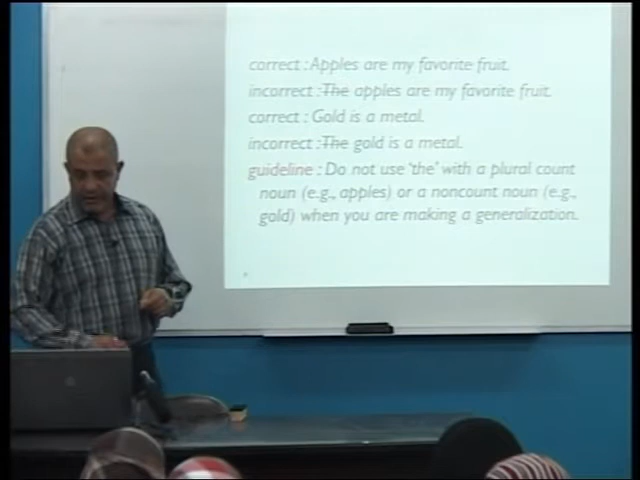 correct : Apples are my favorite fruit.
incorrect : The apples are my favorite fruit.
correct : Gold is a metal.
incorrect : The gold is a metal.
guideline : Do not use 'the' with a plural count
noun (e.g., apples) or a noncount noun (e.g.,
gold) when you are making a generalization.